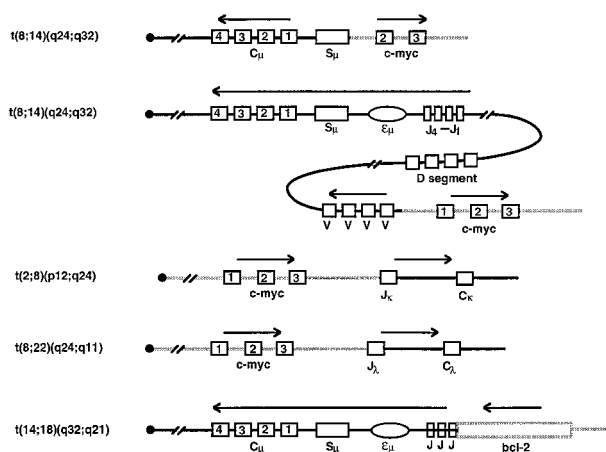 t(8;14)(q24;q32) 4 3 2 1 2 3
Cμ Sμ c-myc
t(8;14)(q24;q32) 4 3 2 1
Sμ εμ J4–J1
D segment
1 2 3
V V V V c-myc
t(2;8)(p12;q24) 1 2 3
c-myc Jκ Cκ
t(8;22)(q24;q11) 1 2 3
c-myc Jλ Cλ
t(14;18)(q32;q21) 4 3 2 1
Cμ Sμ εμ J J J bcl-2